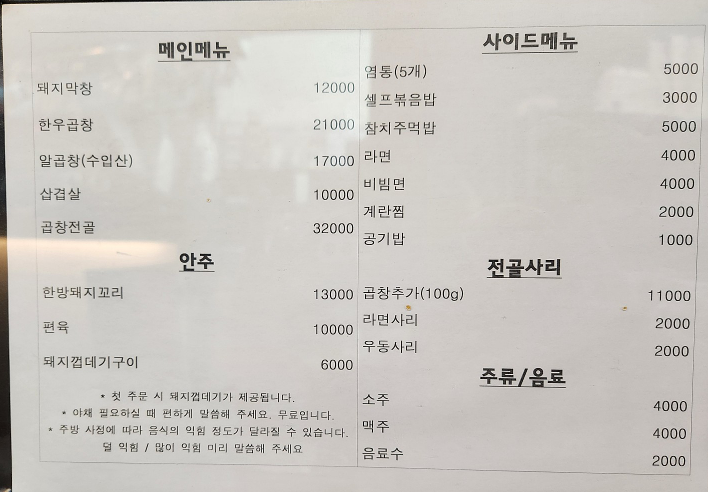 메인메뉴
돼지막창 12000
한우곱창 21000
알곱창(수입산) 17000
삽겹살 10000
곱창전골 32000
안주
한방돼지꼬리 13000
편육 10000
돼지껍데기구이 6000
* 첫 주문 시 돼지껍데기가 제공됩니다.
* 야채 필요하실 때 편하게 말씀해 주세요. 무료입니다.
* 주방 사정에 따라 음식의 익힘 정도가 달라질 수 있습니다.
덜 익힘 / 많이 익힘 미리 말씀해 주세요
사이드메뉴
염통(5개) 5000
셀프볶음밥 3000
참치주먹밥 5000
라면 4000
비빔면 4000
계란찜 2000
공기밥 1000
전골사리
곱창추가(100g) 11000
라면사리 2000
우동사리 2000
주류/음료
소주 4000
맥주 4000
음료수 2000